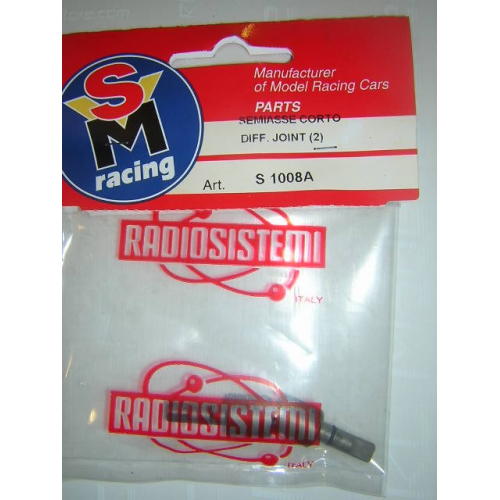 SM
racing
Manufacturer
of Model Racing Cars
PARTS
SEMIASSE CORTO
DIFF. JOINT (2)
Art. S 1008A
RADIOSISTEMI
ITALY
RADIOSISTEMI
ITALY